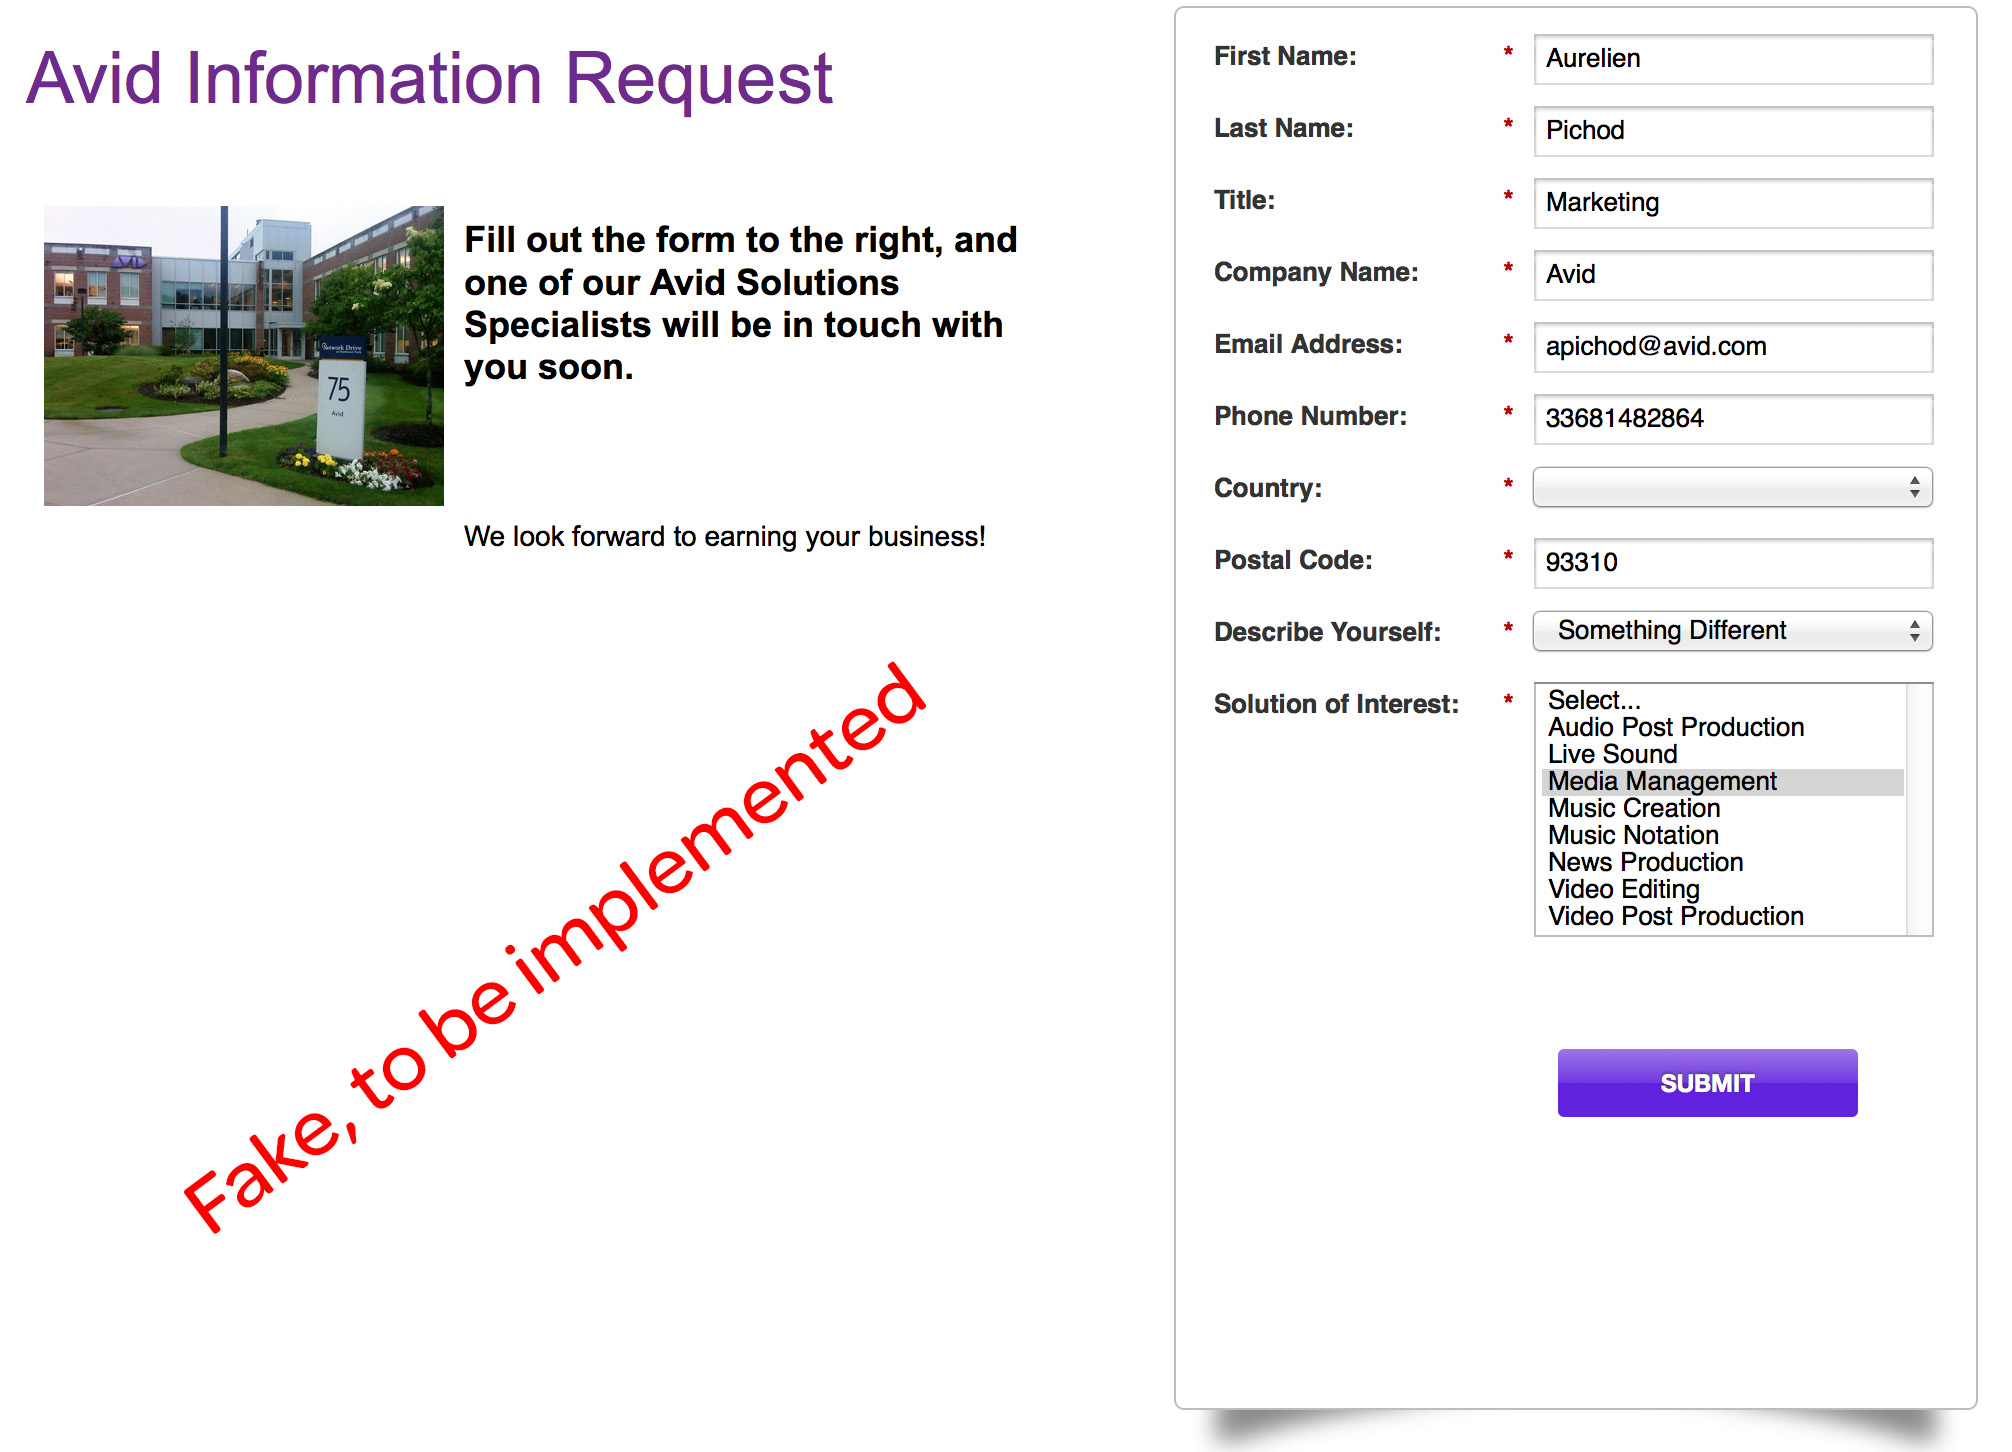 Avid Information Request
AVID
Network Drive
75
Avid
Fill out the form to the right, and
one of our Avid Solutions
Specialists will be in touch with
you soon.
We look forward to earning your business!
Fake, to be implemented
First Name: * Aurelien
Last Name: * Pichod
Title: * Marketing
Company Name: * Avid
Email Address: * apichod@avid.com
Phone Number: * 33681482864
Country: *
Postal Code: * 93310
Describe Yourself: * Something Different
Solution of Interest: * Select...
Audio Post Production
Live Sound
Media Management
Music Creation
Music Notation
News Production
Video Editing
Video Post Production
SUBMIT